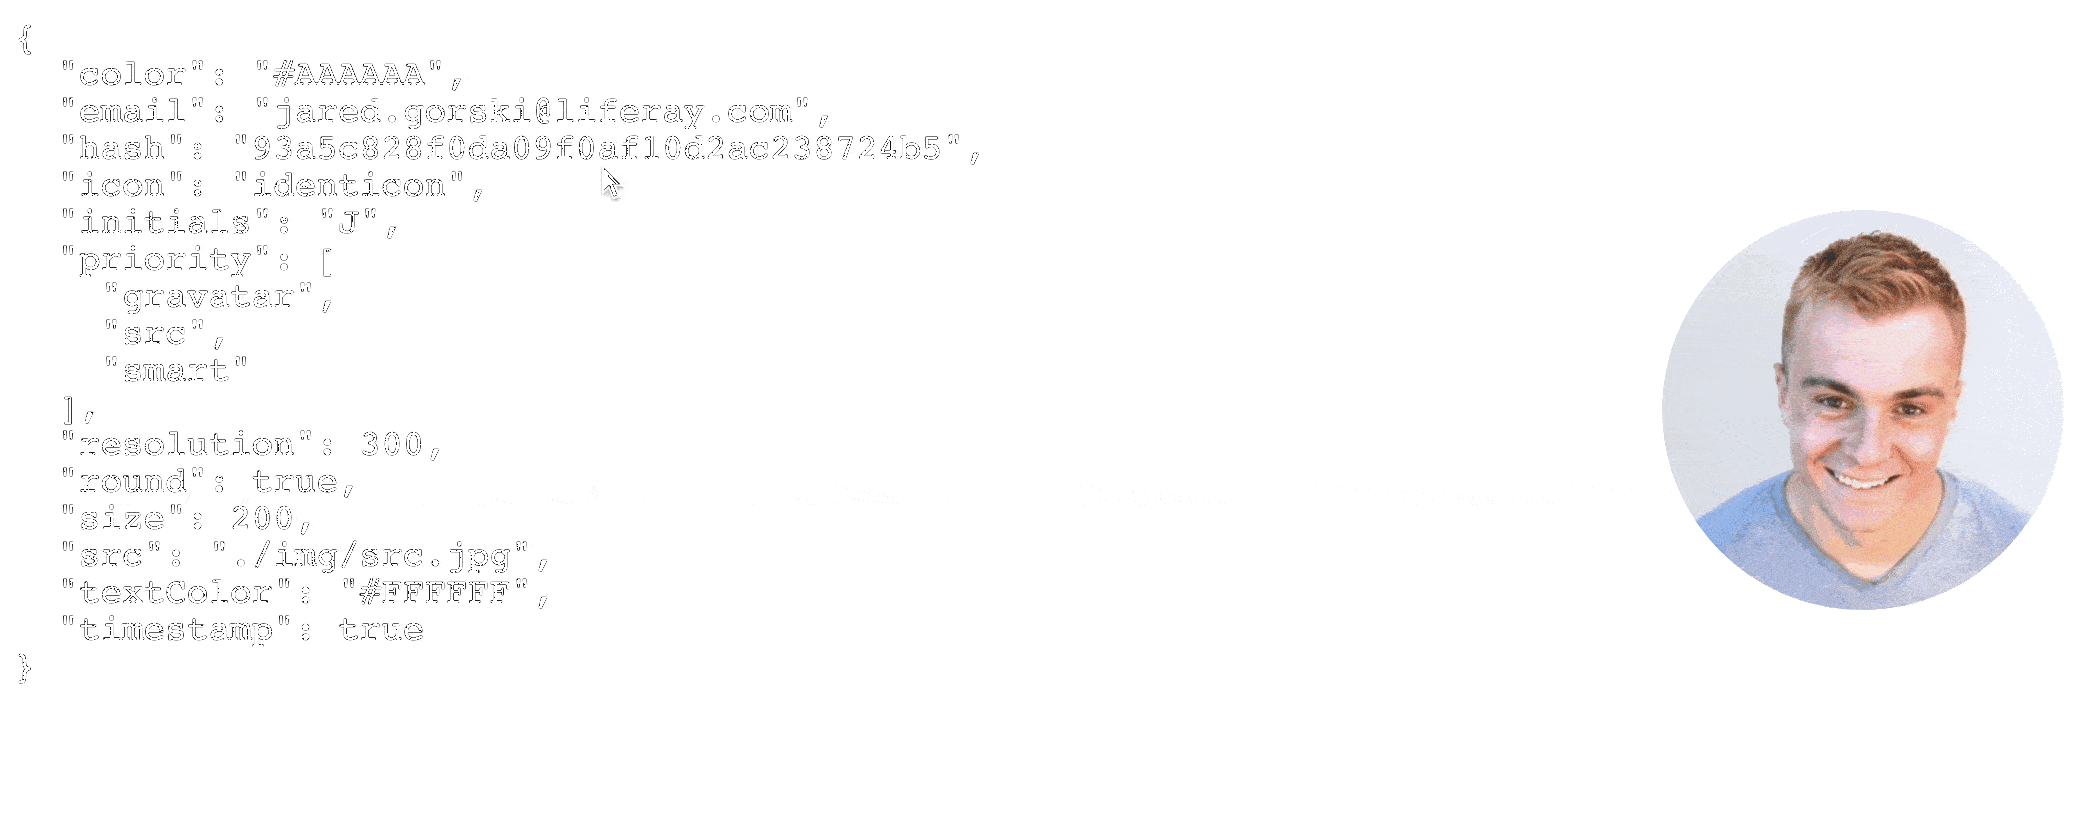 {
"color": "#AAAAAA",
"email": "jared.gorski@liferay.com",
"hash": "93a5c828f0da09f0af10d2ac238724b5",
"icon": "identicon",
"initials": "J",
"priority": [
"gravatar",
"src",
"smart"
],
"resolution": 300,
"round": true,
"size": 200,
"src": "./img/src.jpg",
"textColor": "#FFFFFF",
"timestamp": true
}